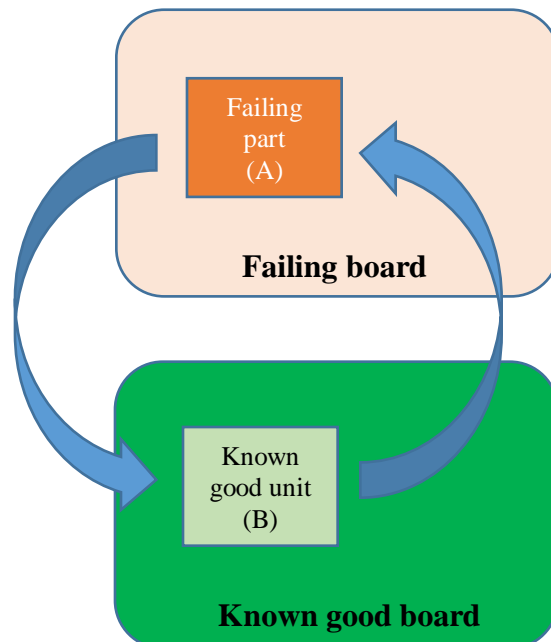 Failing
part
(A)
Failing board
Known
good unit
(B)
Known good board